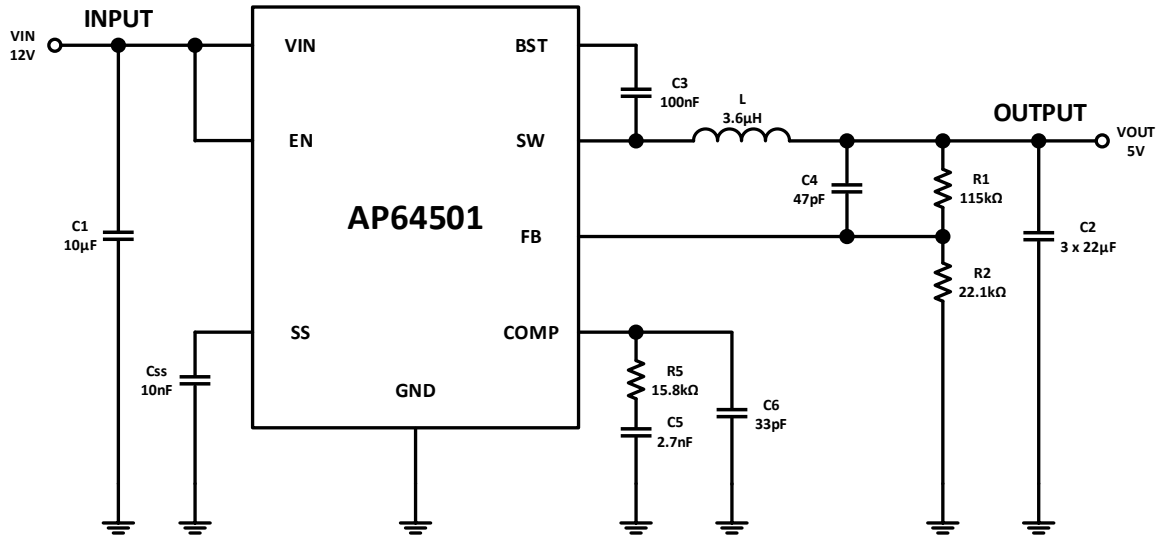 INPUT
VIN
12V
VIN
BST
C3
100nF
L
3.6µH
OUTPUT
VOUT
5V
EN
SW
C4
47pF
R1
115kΩ
AP64501
C1
10µF
FB
C2
3 x 22µF
R2
22.1kΩ
SS
COMP
Css
10nF
R5
15.8kΩ
GND
C6
33pF
C5
2.7nF